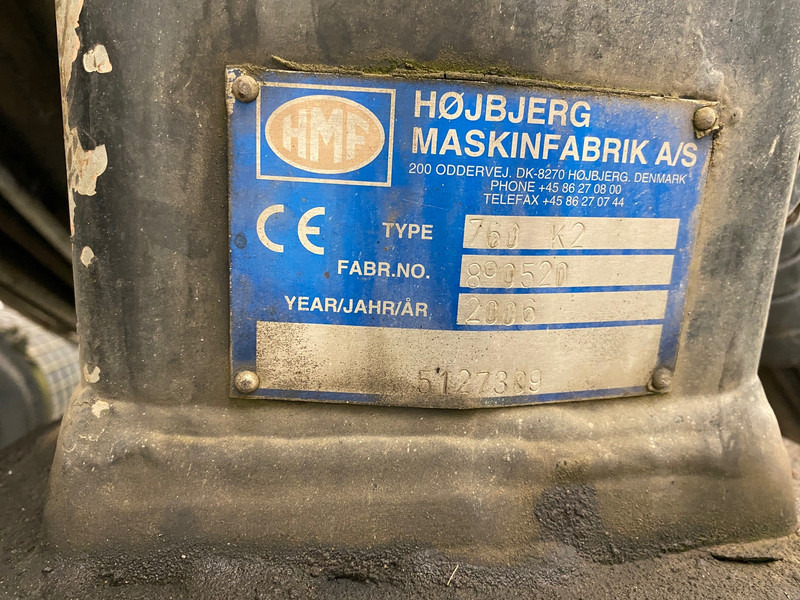 HMF
HØJBJERG
MASKINFABRIK A/S
200 ODDERVEJ. DK-8270 HØJBJERG. DENMARK
PHONE +45 86 27 08 00
TELEFAX +45 86 27 07 44
CE
TYPE 760 K2
FABR.NO. 890520
YEAR/JAHR/ÅR 2006
5127389